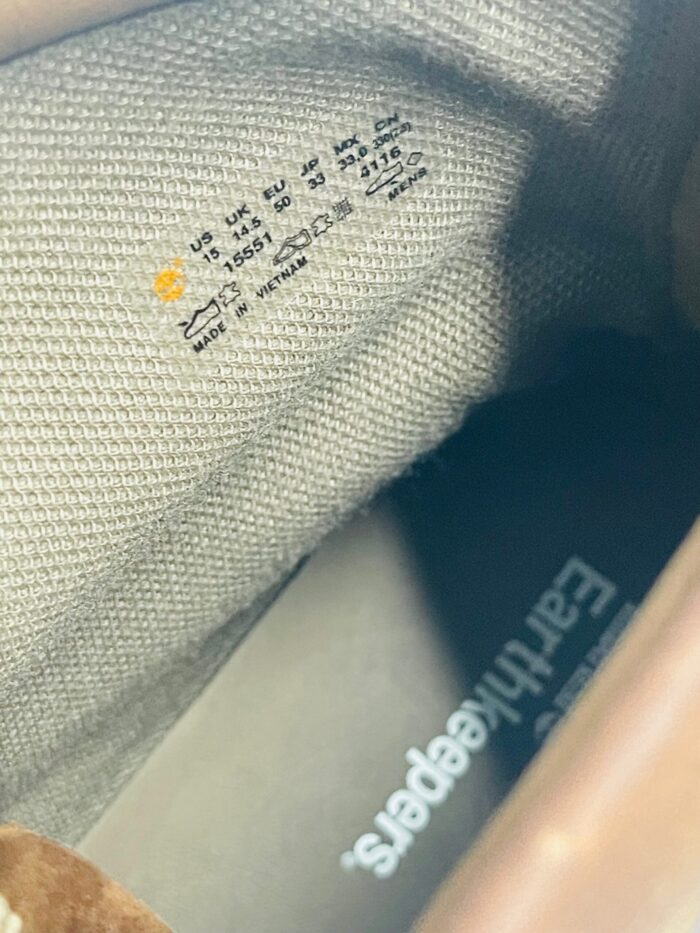 US UK EU JP MX CN
15 14.5 50 33 33.0 330(2.5)
15551 4116
MADE IN VIETNAM MENS
Earthkeepers.